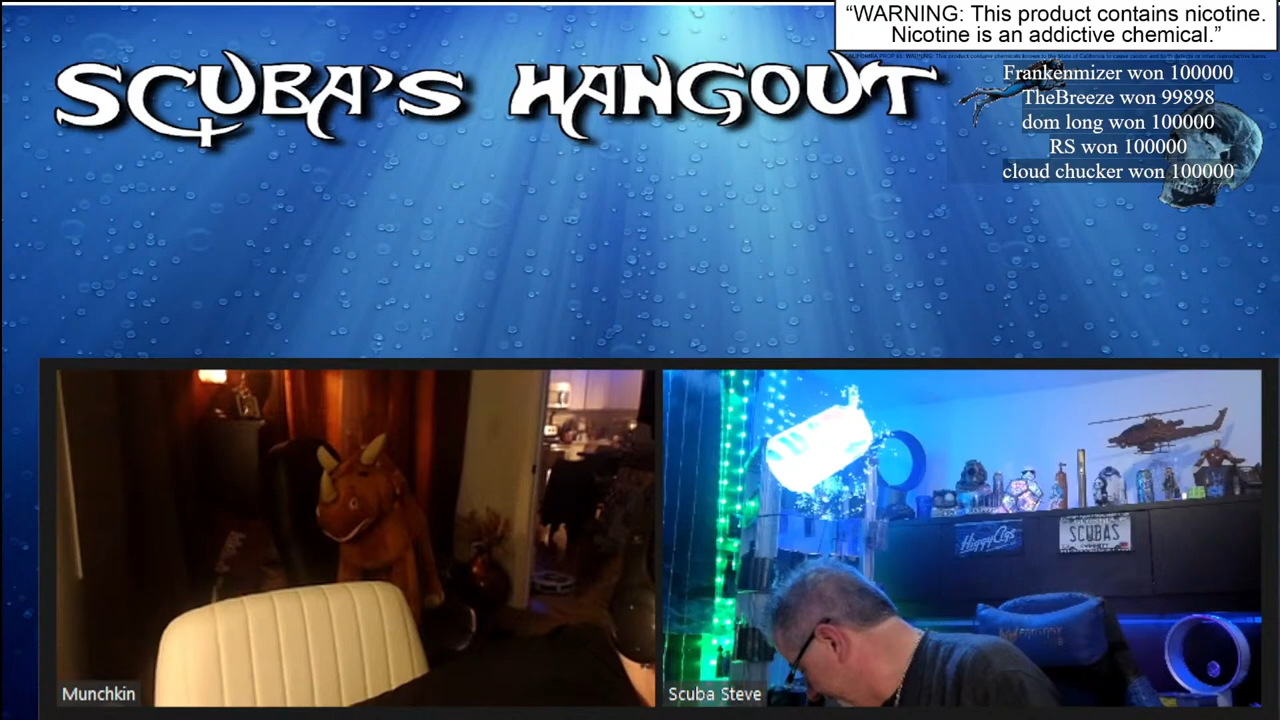 “WARNING: This product contains nicotine.
Nicotine is an addictive chemical.”
SCUBA'S HANGOUT
Frankenmizer won 100000
TheBreeze won 99898
dom long won 100000
RS won 100000
cloud chucker won 100000
HiggyCigs
SCUBAS
Munchkin
Scuba Steve